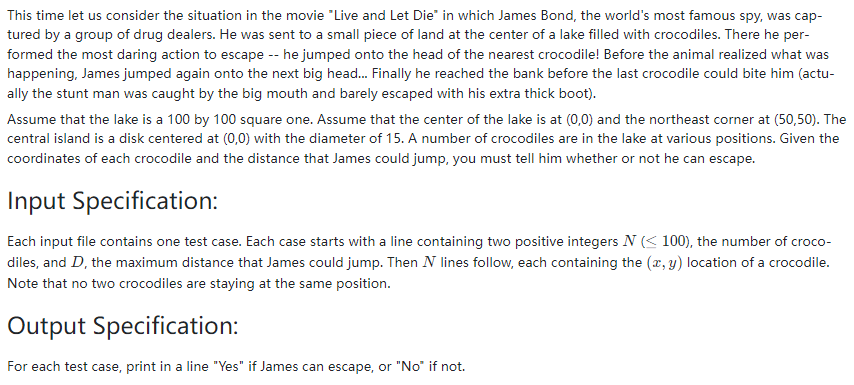 This time let us consider the situation in the movie "Live and Let Die" in which James Bond, the world's most famous spy, was cap-
tured by a group of drug dealers. He was sent to a small piece of land at the center of a lake filled with crocodiles. There he per-
formed the most daring action to escape -- he jumped onto the head of the nearest crocodile! Before the animal realized what was
happening, James jumped again onto the next big head... Finally he reached the bank before the last crocodile could bite him (actu-
ally the stunt man was caught by the big mouth and barely escaped with his extra thick boot).
Assume that the lake is a 100 by 100 square one. Assume that the center of the lake is at (0,0) and the northeast corner at (50,50). The
central island is a disk centered at (0,0) with the diameter of 15. A number of crocodiles are in the lake at various positions. Given the
coordinates of each crocodile and the distance that James could jump, you must tell him whether or not he can escape.
Input Specification:
Each input file contains one test case. Each case starts with a line containing two positive integers N (≤ 100), the number of croco-
diles, and D, the maximum distance that James could jump. Then N lines follow, each containing the (x, y) location of a crocodile.
Note that no two crocodiles are staying at the same position.
Output Specification:
For each test case, print in a line "Yes" if James can escape, or "No" if not.